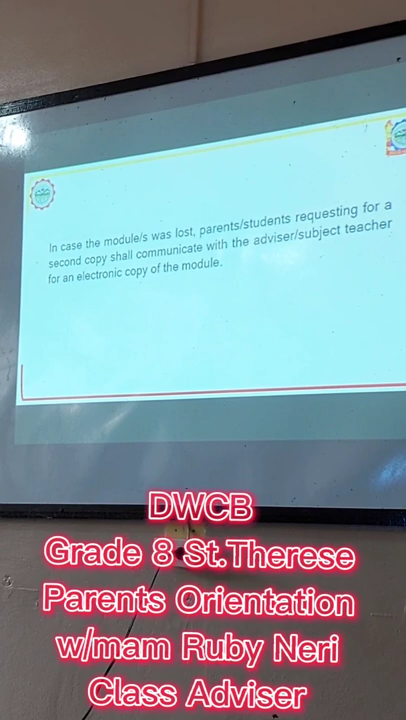 In case the module/s was lost, parents/students requesting for a
second copy shall communicate with the adviser/subject teacher
for an electronic copy of the module.
DWCB
Grade 8 St.Therese
Parents Orientation
w/mam Ruby Neri
Class Adviser